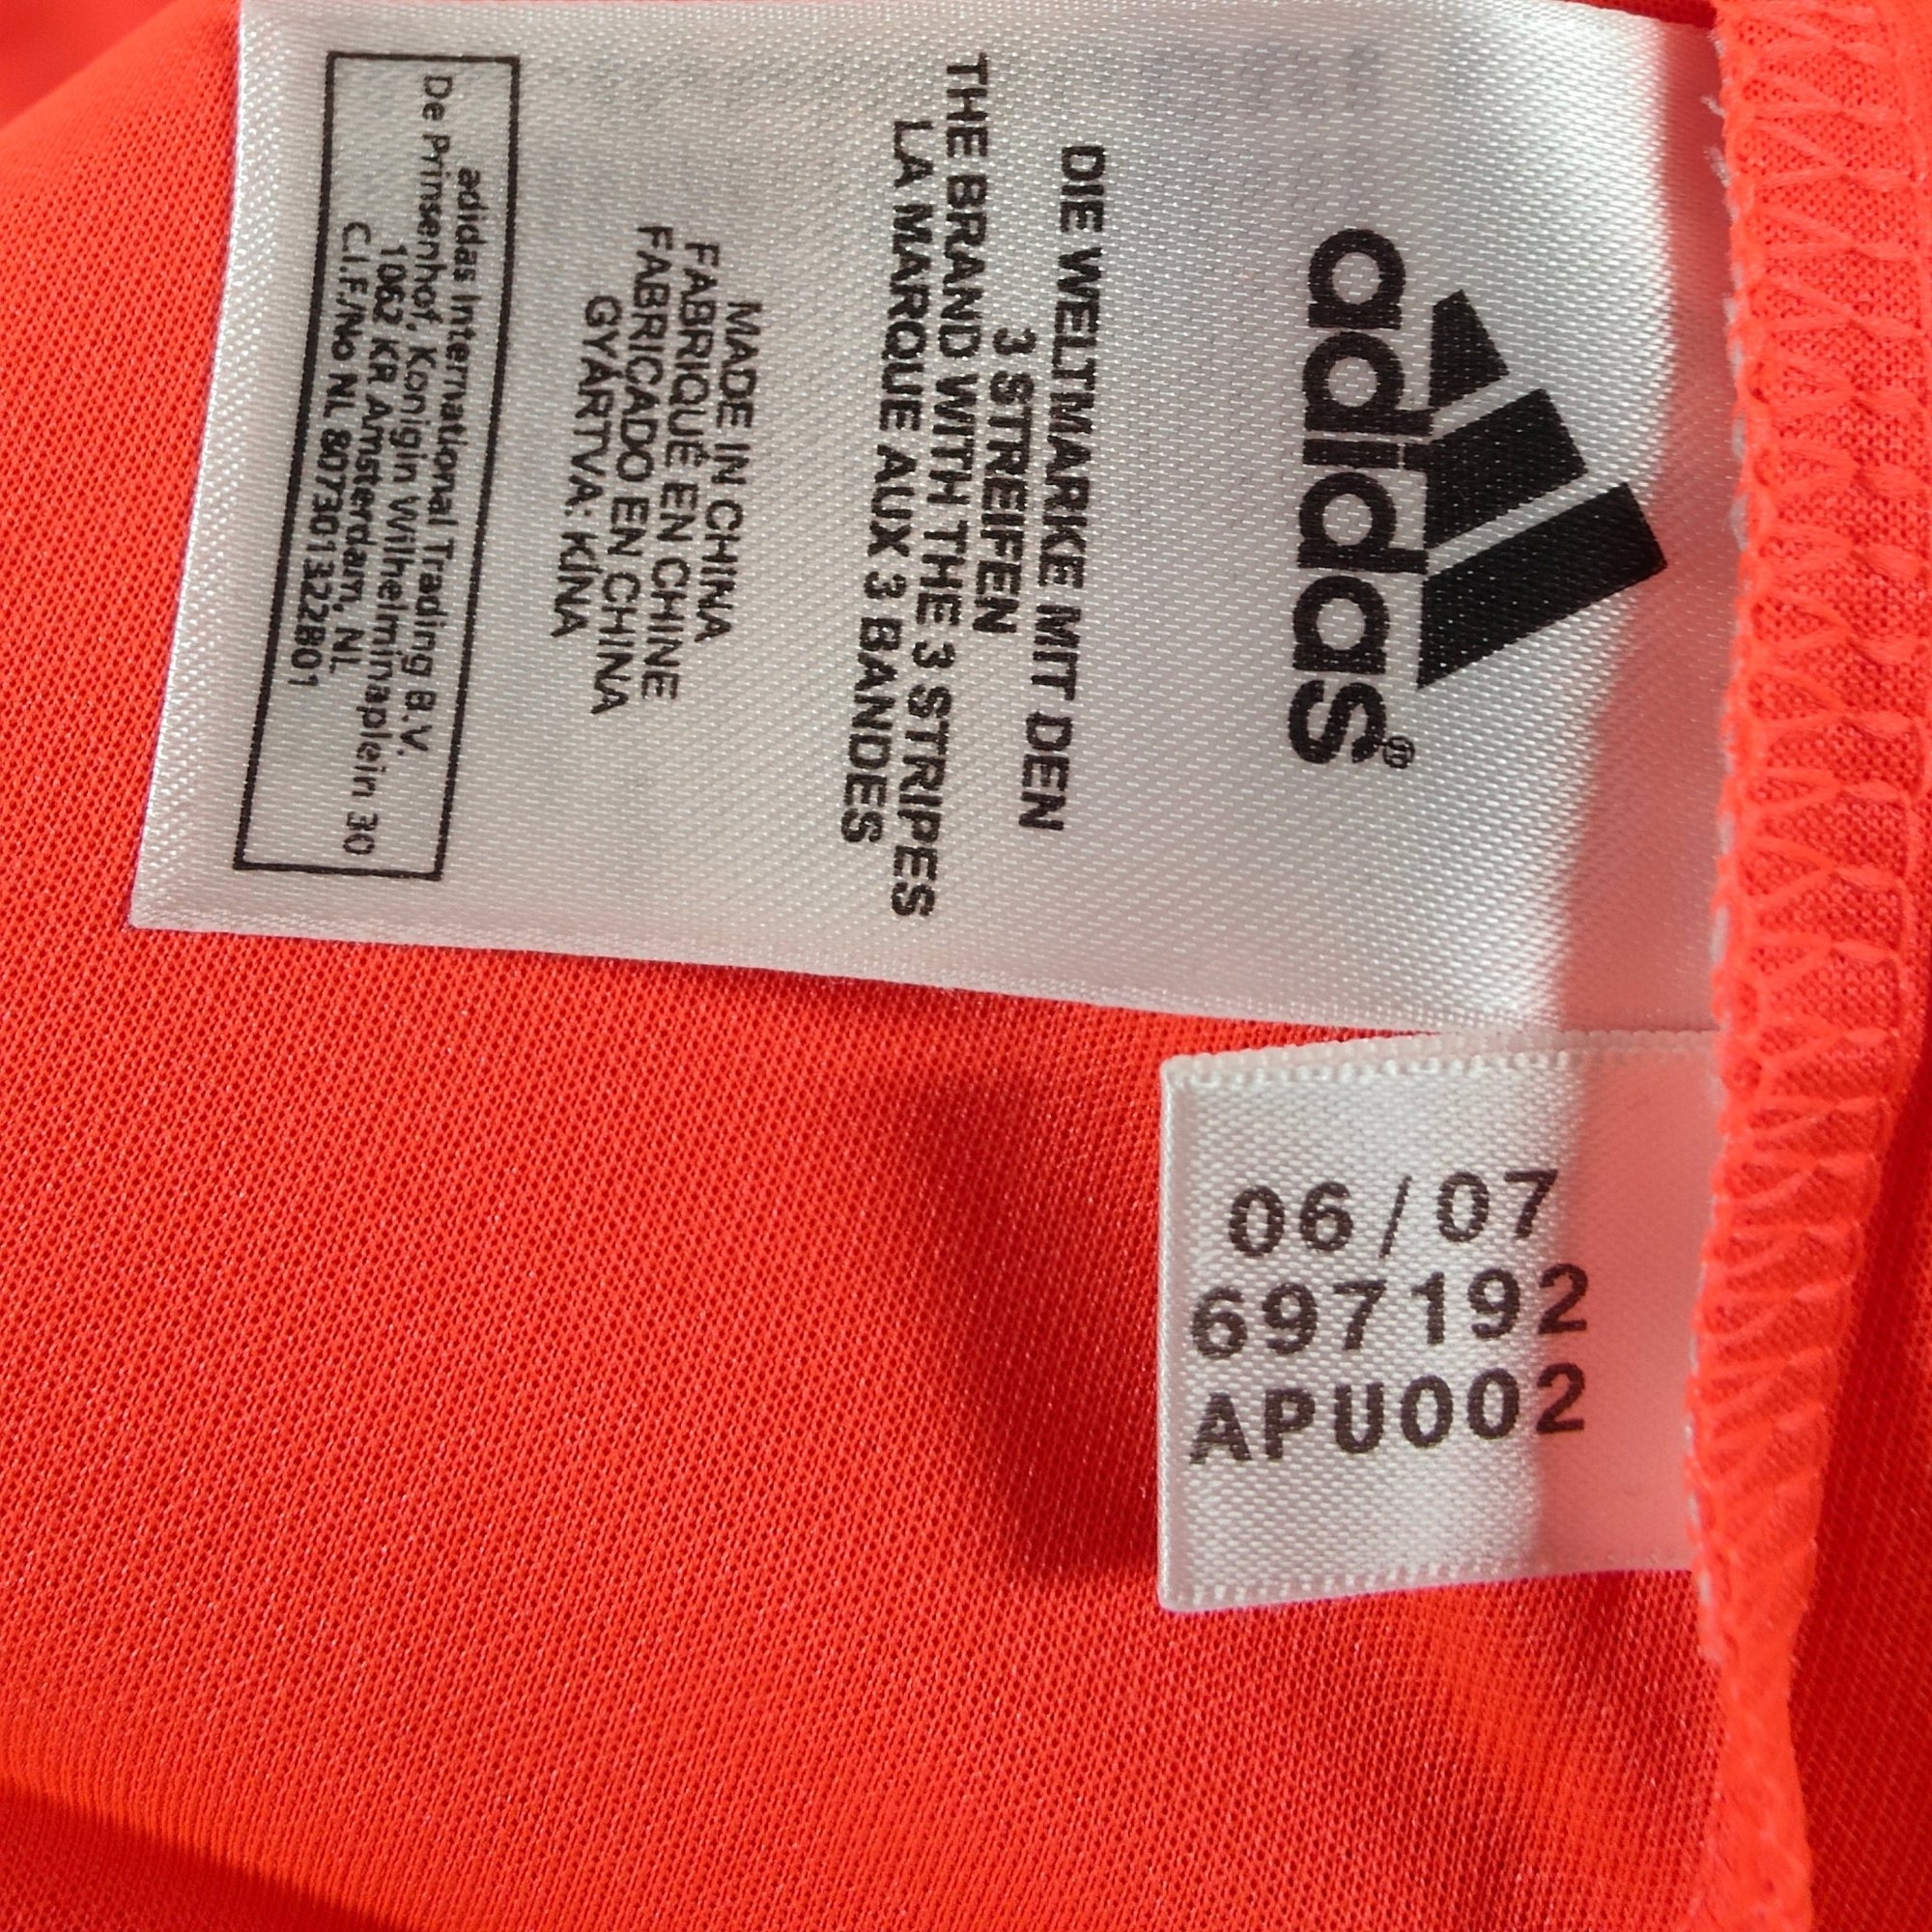 adidas®
DIE WELTMARKE MIT DEN
3 STREIFEN
THE BRAND WITH THE 3 STRIPES
LA MARQUE AUX 3 BANDES
MADE IN CHINA
FABRIQUÉ EN CHINE
FABRICADO EN CHINA
GYÁRTVA: KÍNA
adidas International Trading B.V.
De Prinsenhof, Konigin Wilhelminaplein 30
1062 KR Amsterdam, NL
C.I.F./No NL 807301322B01
06/07
697192
APU002